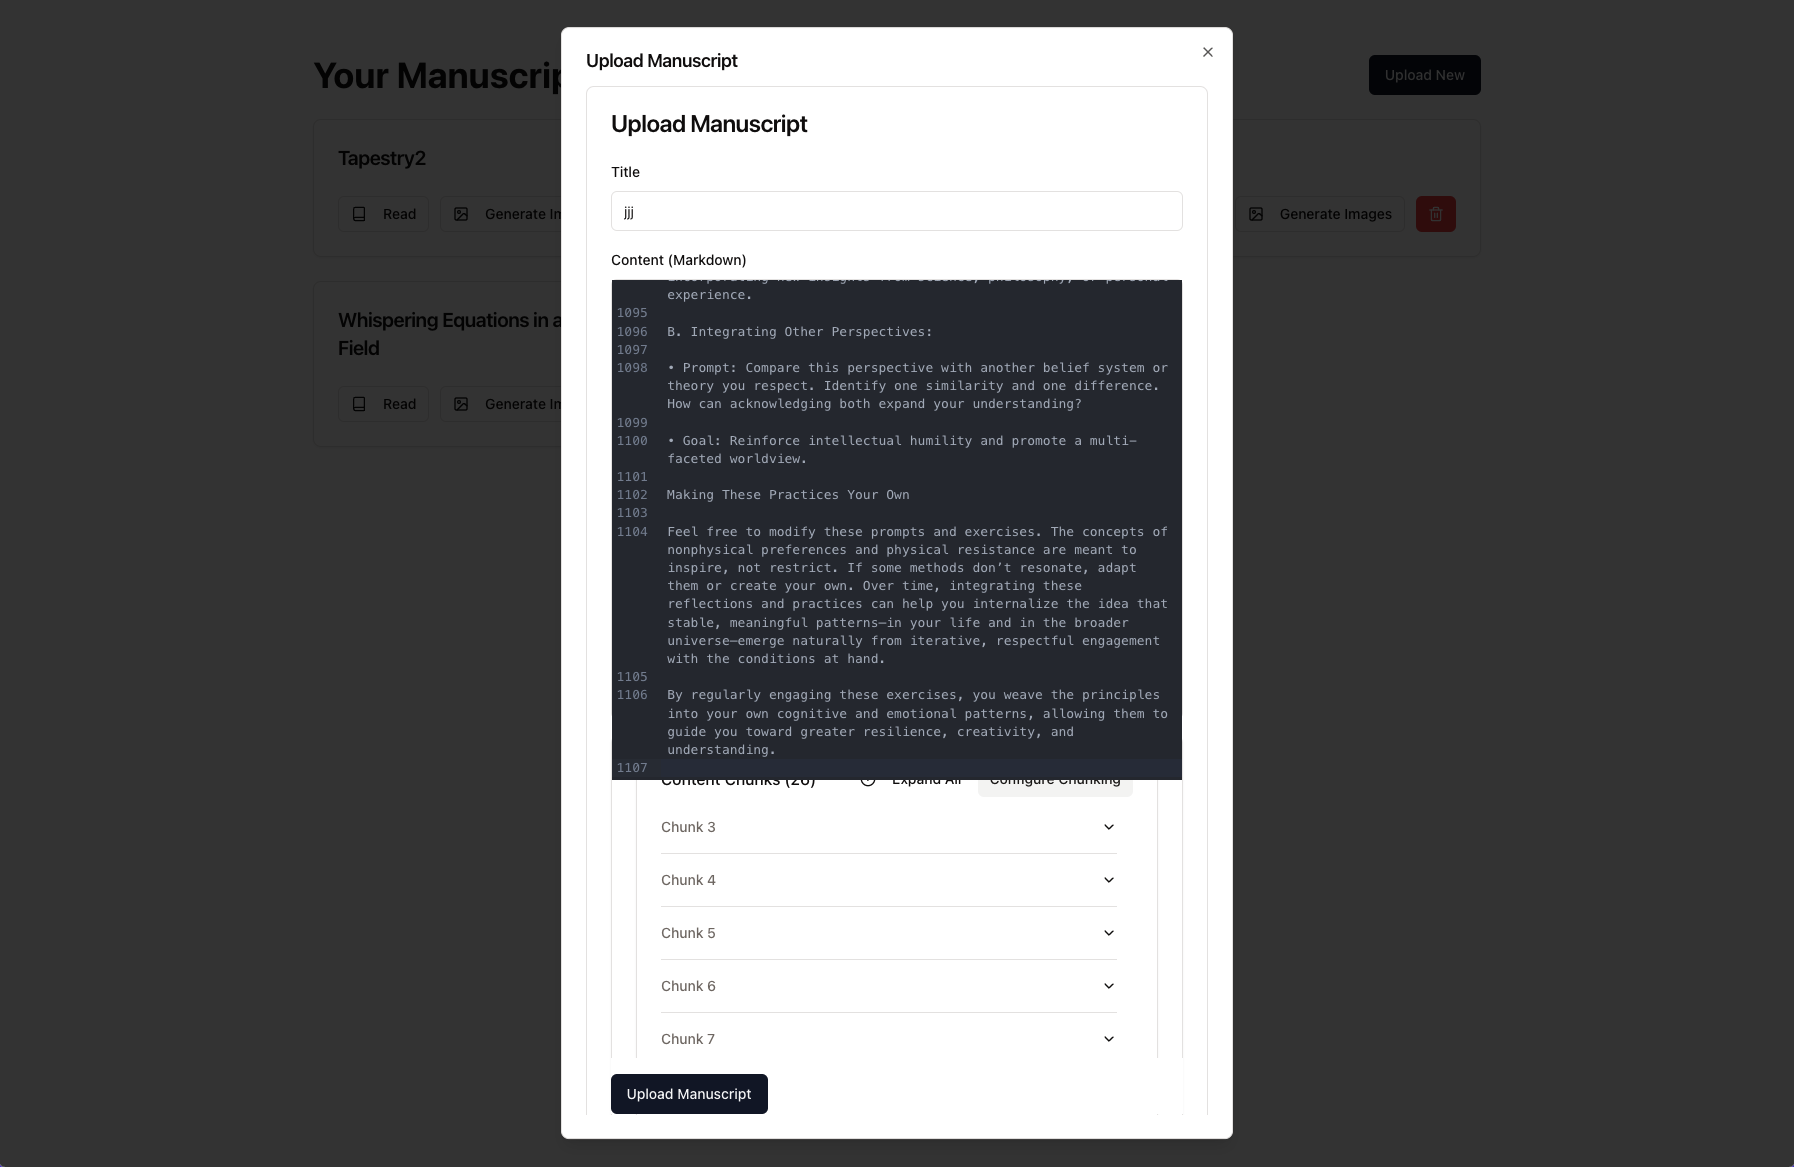 Your Manuscrip
Upload New
Tapestry2
Read
Generate Im
Generate Images
Whispering Equations in a
Field
Read
Generate Im
Upload Manuscript
Upload Manuscript
Title
jjj
Content (Markdown)
incorporating new insights from science, philosophy, or personal
experience.
1095
1096 B. Integrating Other Perspectives:
1097
1098 • Prompt: Compare this perspective with another belief system or
theory you respect. Identify one similarity and one difference.
How can acknowledging both expand your understanding?
1099
1100 • Goal: Reinforce intellectual humility and promote a multi–
faceted worldview.
1101
1102 Making These Practices Your Own
1103
1104 Feel free to modify these prompts and exercises. The concepts of
nonphysical preferences and physical resistance are meant to
inspire, not restrict. If some methods don’t resonate, adapt
them or create your own. Over time, integrating these
reflections and practices can help you internalize the idea that
stable, meaningful patterns—in your life and in the broader
universe—emerge naturally from iterative, respectful engagement
with the conditions at hand.
1105
1106 By regularly engaging these exercises, you weave the principles
into your own cognitive and emotional patterns, allowing them to
guide you toward greater resilience, creativity, and
understanding.
1107
Content Chunks (26) Expand All Configure Chunking
Chunk 3
Chunk 4
Chunk 5
Chunk 6
Chunk 7
Upload Manuscript